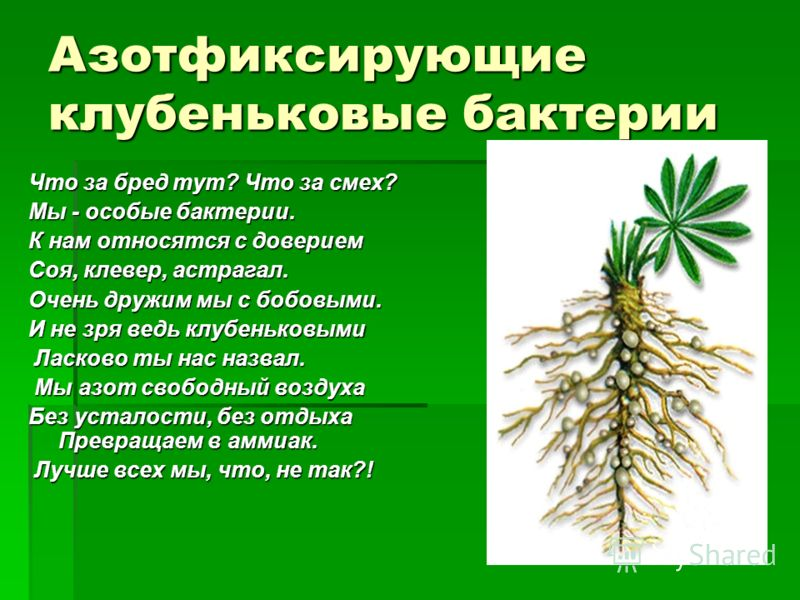 Азотфиксирующие
клубеньковые бактерии
Что за бред тут? Что за смех?
Мы - особые бактерии.
К нам относятся с доверием
Соя, клевер, астрагал.
Очень дружим мы с бобовыми.
И не зря ведь клубеньковыми
Ласково ты нас назвал.
Мы азот свободный воздуха
Без усталости, без отдыха
Превращаем в аммиак.
Лучше всех мы, что, не так?!
Shared